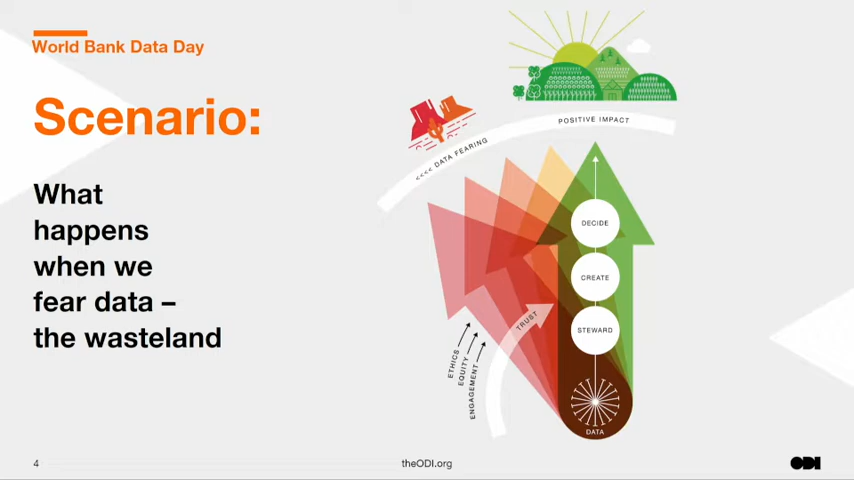 World Bank Data Day
Scenario:
What
happens
when we
fear data –
the wasteland
<<<< DATA FEARING
POSITIVE IMPACT
DECIDE
CREATE
STEWARD
TRUST
ETHICS
EQUITY
ENGAGEMENT
DATA
4
theODI.org
ODI